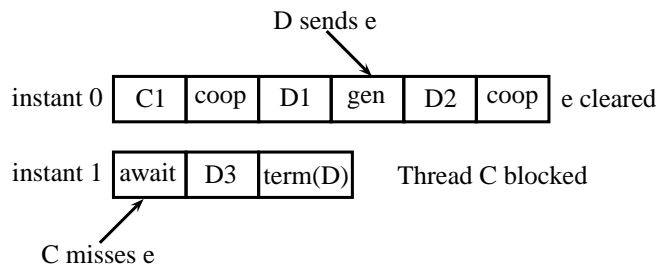 D sends e
instant 0 C1 coop D1 gen D2 coop e cleared
instant 1 await D3 term(D) Thread C blocked
C misses e